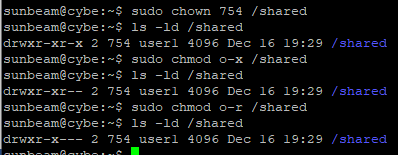 sunbeam@cybe:~$ sudo chown 754 /shared
sunbeam@cybe:~$ ls -ld /shared
drwxr-xr-x 2 754 user1 4096 Dec 16 19:29 /shared
sunbeam@cybe:~$ sudo chmod o-x /shared
sunbeam@cybe:~$ ls -ld /shared
drwxr-xr-- 2 754 user1 4096 Dec 16 19:29 /shared
sunbeam@cybe:~$ sudo chmod o-r /shared
sunbeam@cybe:~$ ls -ld /shared
drwxr-x--- 2 754 user1 4096 Dec 16 19:29 /shared
sunbeam@cybe:~$